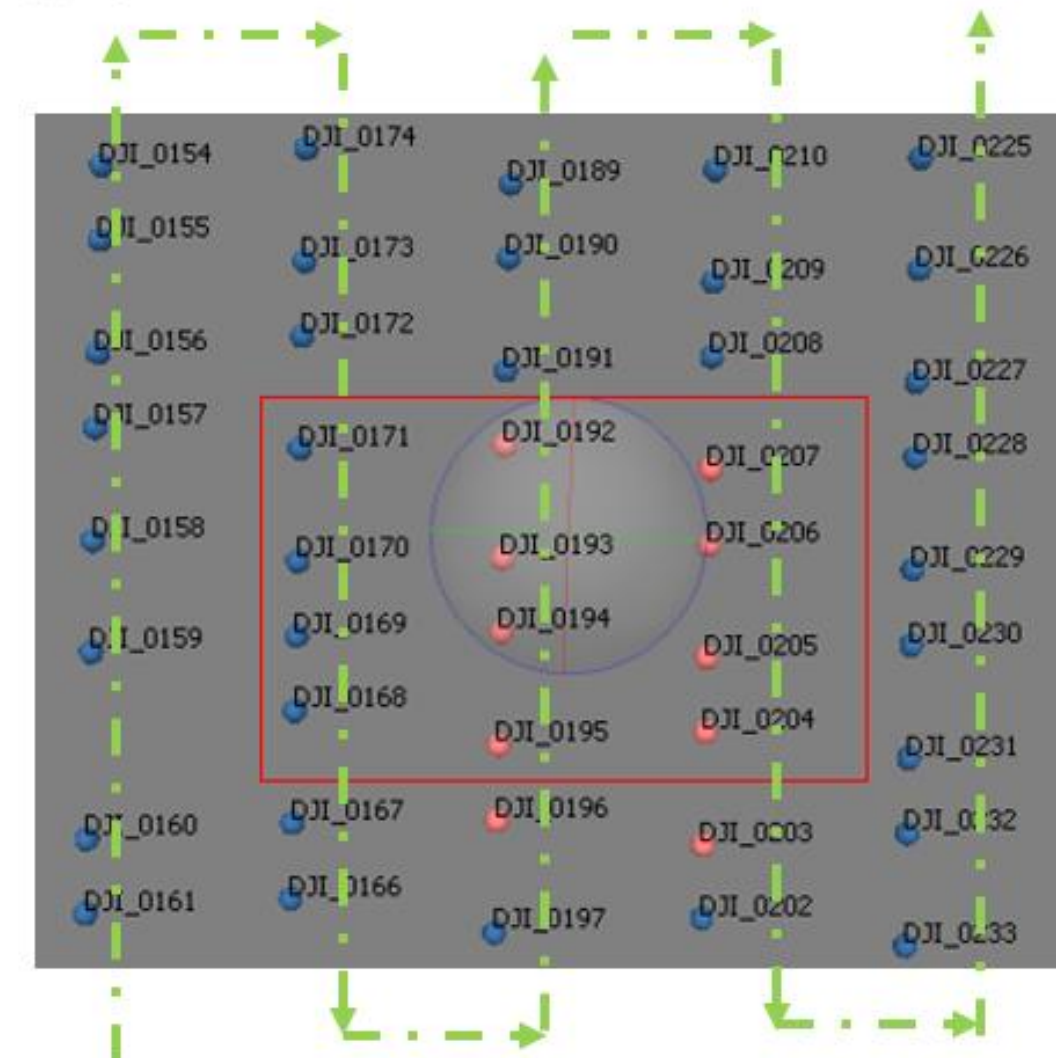 DJI_0154 DJI_0174 DJI_0189 DJI_0210 DJI_0225
DJI_0155 DJI_0173 DJI_0190 DJI_0209 DJI_0226
DJI_0156 DJI_0172 DJI_0191 DJI_0208 DJI_0227
DJI_0157 DJI_0171 DJI_0192 DJI_0207 DJI_0228
DJI_0158 DJI_0170 DJI_0193 DJI_0206 DJI_0229
DJI_0159 DJI_0169 DJI_0194 DJI_0205 DJI_0230
DJI_0168 DJI_0195 DJI_0204 DJI_0231
DJI_0160 DJI_0167 DJI_0196 DJI_0203 DJI_0232
DJI_0161 DJI_0166 DJI_0197 DJI_0202 DJI_0233